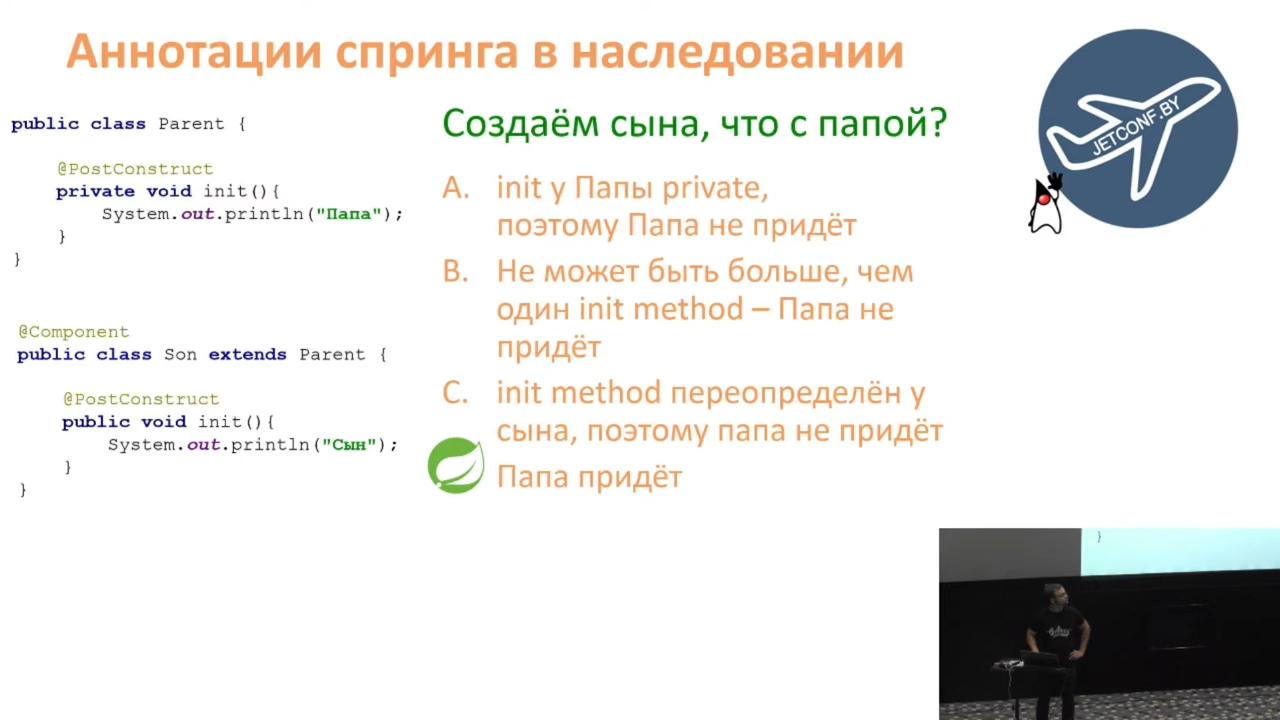 Аннотации спринга в наследовании
public class Parent {
@PostConstruct
private void init(){
System.out.println("Папа");
}
}
@Component
public class Son extends Parent {
@PostConstruct
public void init(){
System.out.println("Сын");
}
}
Создаём сына, что с папой?
A. init у Папы private,
поэтому Папа не придёт
B. Не может быть больше, чем
один init method – Папа не
придёт
C. init method переопределён у
сына, поэтому папа не придёт
Папа придёт
JETCONF.BY
}